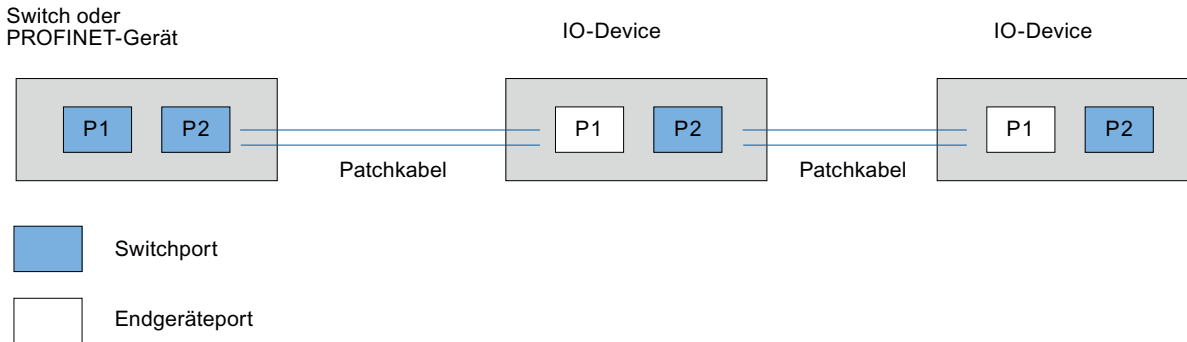 Switch oder
PROFINET-Gerät
IO-Device
IO-Device
P1
P2
P1
P2
P1
P2
Patchkabel
Patchkabel
Switchport
Endgeräteport